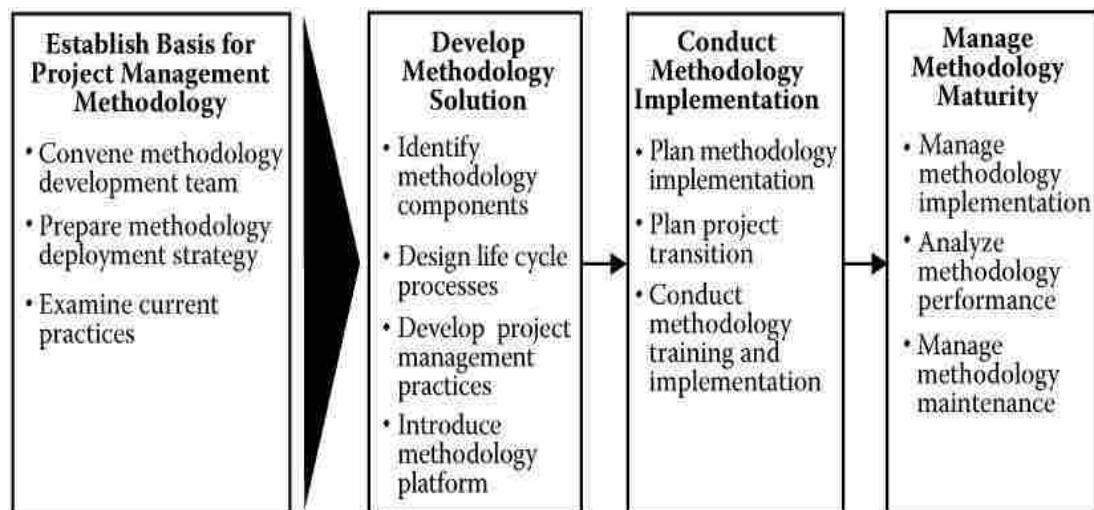 Establish Basis for
Project Management
Methodology
• Convene methodology
development team
• Prepare methodology
deployment strategy
• Examine current
practices
Develop
Methodology
Solution
• Identify
methodology
components
• Design life cycle
processes
• Develop project
management
practices
• Introduce
methodology
platform
Conduct
Methodology
Implementation
• Plan methodology
implementation
• Plan project
transition
• Conduct
methodology
training and
implementation
Manage
Methodology
Maturity
• Manage
methodology
implementation
• Analyze
methodology
performance
• Manage
methodology
maintenance